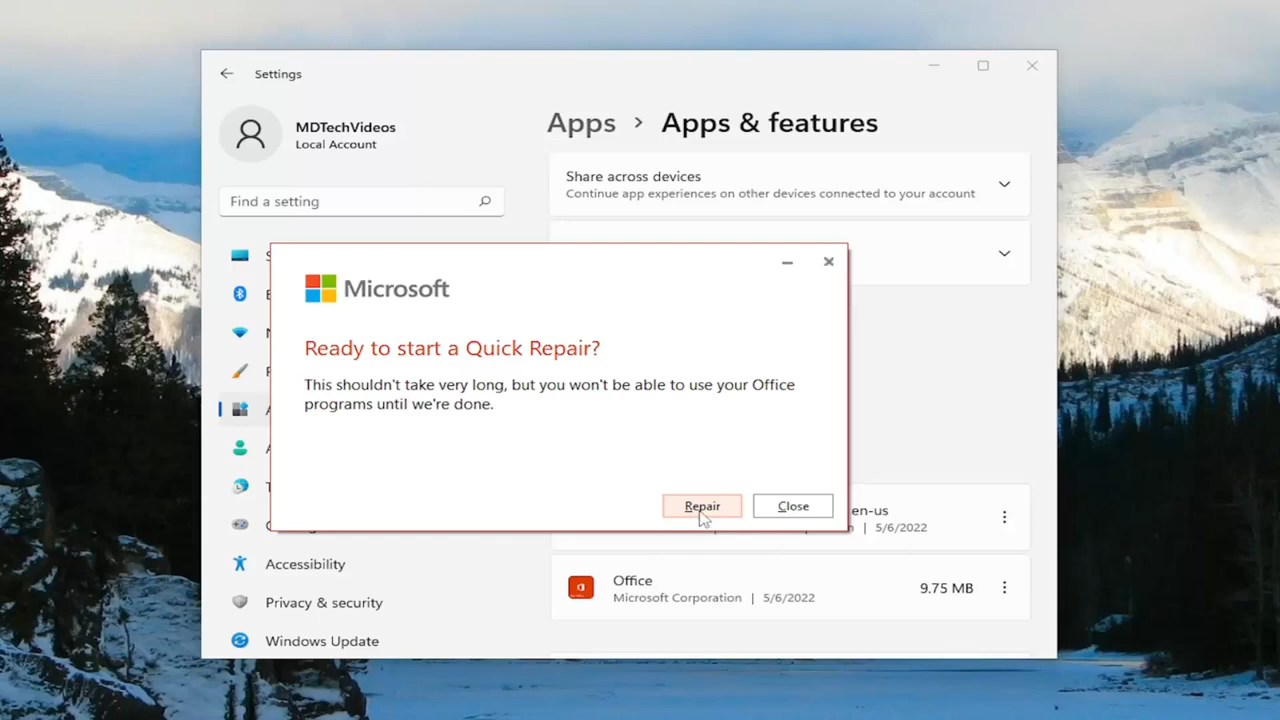 Settings
MDTechVideos
Local Account
Find a setting
Apps > Apps & features
Share across devices
Continue app experiences on other devices connected to your account
Microsoft
Ready to start a Quick Repair?
This shouldn't take very long, but you won't be able to use your Office
programs until we're done.
Repair
Close
en-us
| 5/6/2022
Office
Microsoft Corporation | 5/6/2022
9.75 MB
Accessibility
Privacy & security
Windows Update